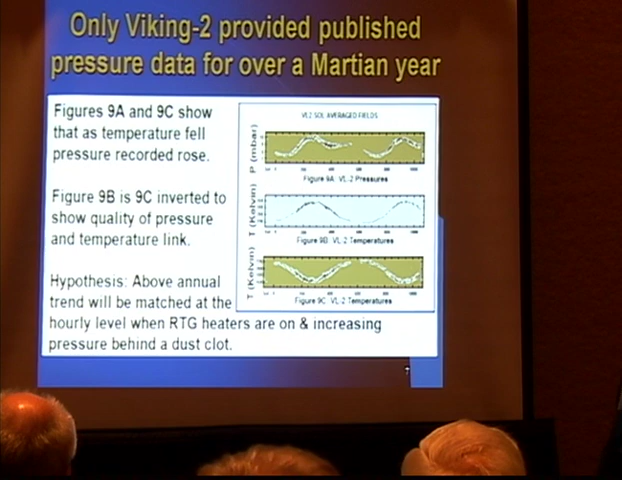 Only Viking-2 provided published
pressure data for over a Martian year
Figures 9A and 9C show
that as temperature fell
pressure recorded rose.
Figure 9B is 9C inverted to
show quality of pressure
and temperature link.
Hypothesis: Above annual
trend will be matched at the
hourly level when RTG heaters are on & increasing
pressure behind a dust clot.
VL2 SOL AVERAGED FIELDS
P (mbar)
Figure 9A VL-2 Pressures
T (Kelvin)
Figure 9B VL-2 Temperatures
T (Kelvin)
Figure 9C VL-2 Temperatures